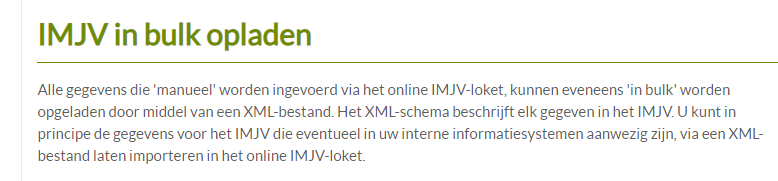 IMJV in bulk opladen
Alle gegevens die 'manueel' worden ingevoerd via het online IMJV-loket, kunnen eveneens 'in bulk' worden
opgeladen door middel van een XML-bestand. Het XML-schema beschrijft elk gegeven in het IMJV. U kunt in
principe de gegevens voor het IMJV die eventueel in uw interne informatiesystemen aanwezig zijn, via een XML-
bestand laten importeren in het online IMJV-loket.